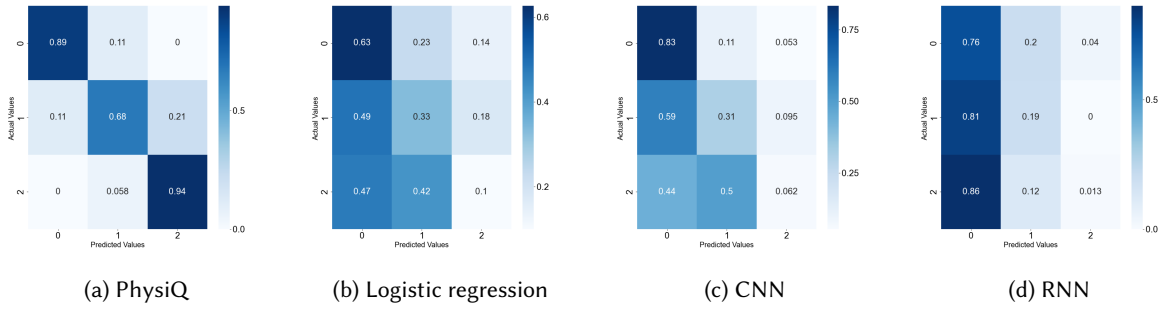 0
1
2
Actual Values
0.89 0.11 0
0.11 0.68 0.21
0 0.058 0.94
0 1 2
Predicted Values
0.5
0.0
(a) PhysiQ
0
1
2
Actual Values
0.63 0.23 0.14
0.49 0.33 0.18
0.47 0.42 0.1
0 1 2
Predicted Values
0.6
0.4
0.2
(b) Logistic regression
0
1
2
Actual Values
0.83 0.11 0.053
0.59 0.31 0.095
0.44 0.5 0.062
0 1 2
Predicted Values
0.75
0.50
0.25
(c) CNN
0
1
2
Actual Values
0.76 0.2 0.04
0.81 0.19 0
0.86 0.12 0.013
0 1 2
Predicted Values
0.5
0.0
(d) RNN